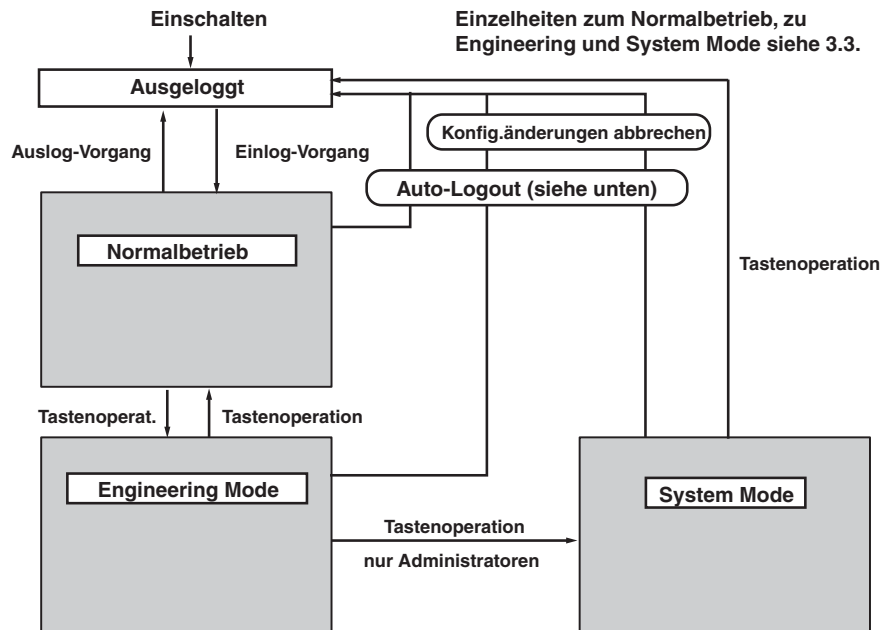 Einschalten
Einzelheiten zum Normalbetrieb, zu
Engineering und System Mode siehe 3.3.
Ausgeloggt
Konfig.änderungen abbrechen
Auslog-Vorgang
Einlog-Vorgang
Auto-Logout (siehe unten)
Normalbetrieb
Tastenoperation
Tastenoperat.
Tastenoperation
Engineering Mode
System Mode
Tastenoperation
nur Administratoren